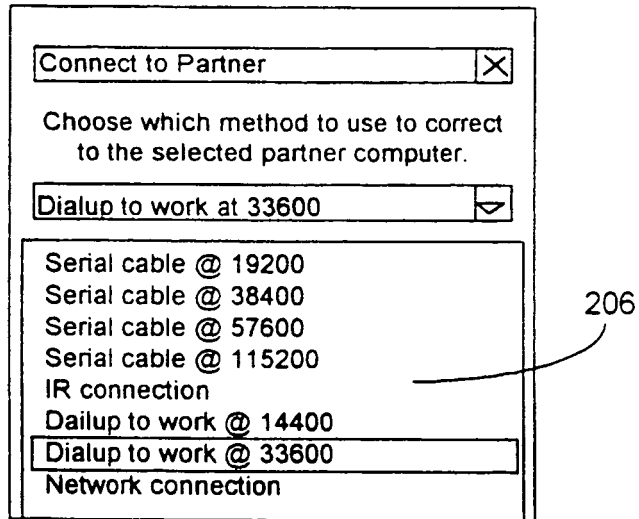 Connect to Partner
Choose which method to use to correct
to the selected partner computer.
Dialup to work at 33600
Serial cable @ 19200
Serial cable @ 38400
Serial cable @ 57600
Serial cable @ 115200
IR connection
Dailup to work @ 14400
Dialup to work @ 33600
Network connection
206